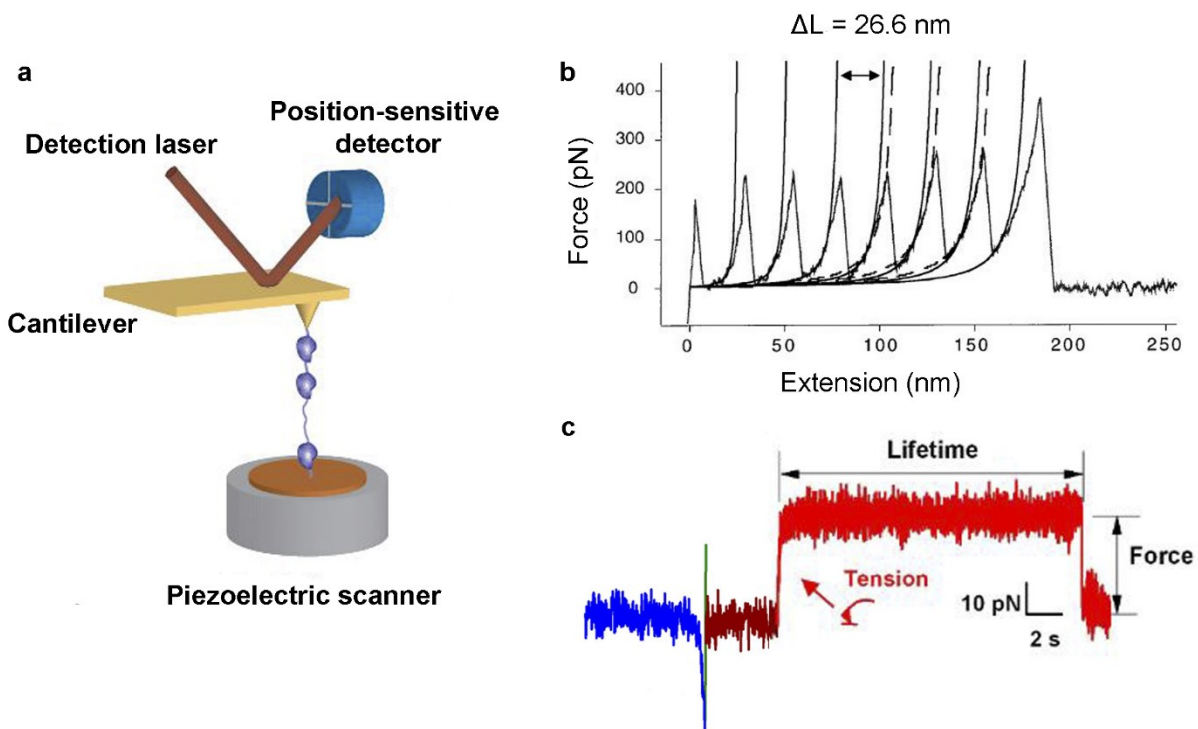 a
Detection laser
Position-sensitive
detector
Cantilever
Piezoelectric scanner
ΔL = 26.6 nm
b
400
300
200
100
0
Force (pN)
0 50 100 150 200 250
Extension (nm)
c
Lifetime
Tension
Force
10 pN
2 s